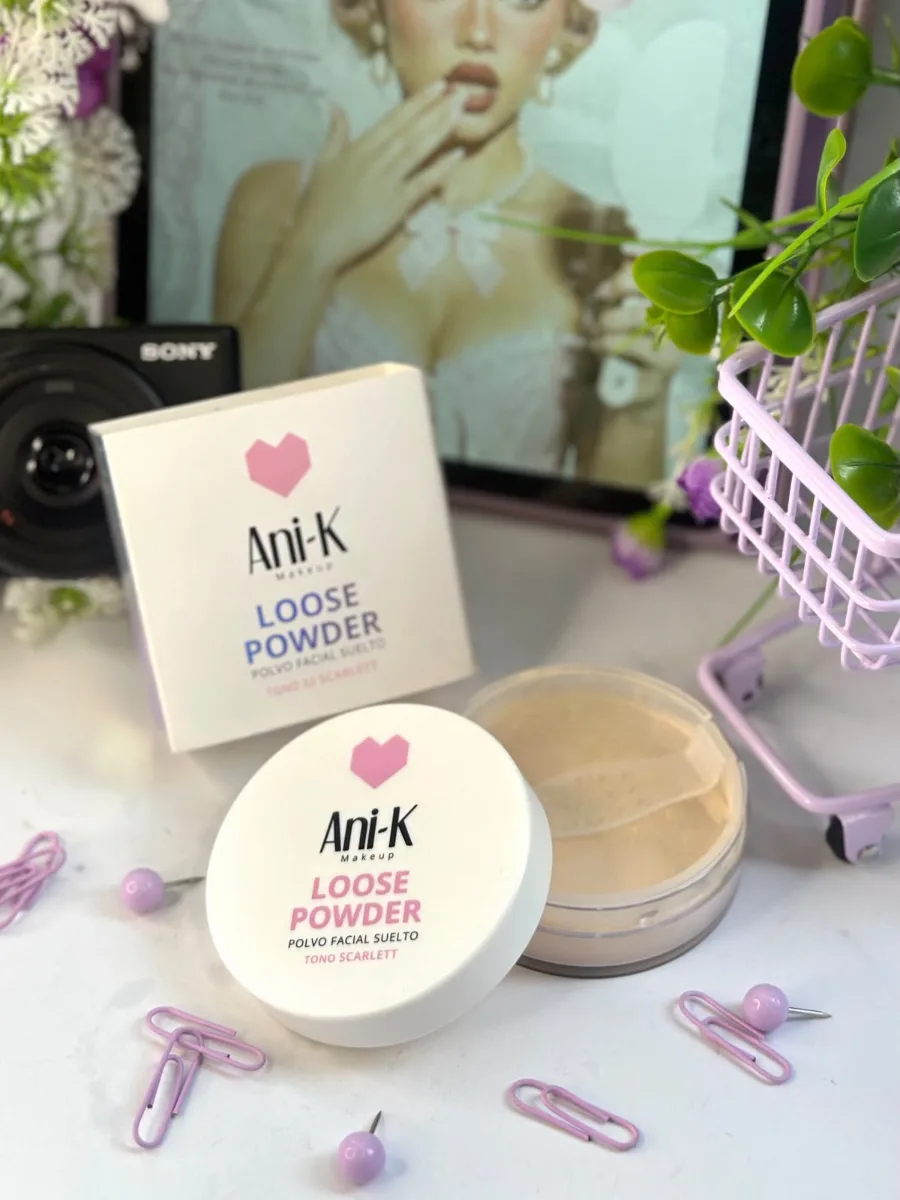 SONY
Ani-K
Makeup
LOOSE
POWDER
POLVO FACIAL SUELTO
Ani-K
Makeup
LOOSE
POWDER
POLVO FACIAL SUELTO
TONO SCARLETT